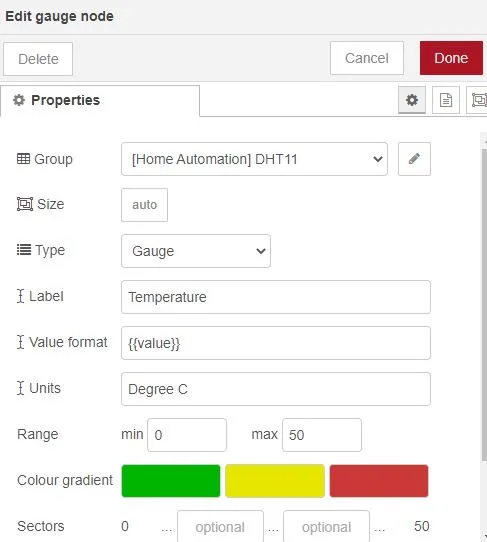 Edit gauge node
Delete Cancel Done
Properties
Group [Home Automation] DHT11
Size auto
Type Gauge
Label Temperature
Value format {{value}}
Units Degree C
Range min 0 max 50
Colour gradient
Sectors 0 ... optional ... optional ... 50